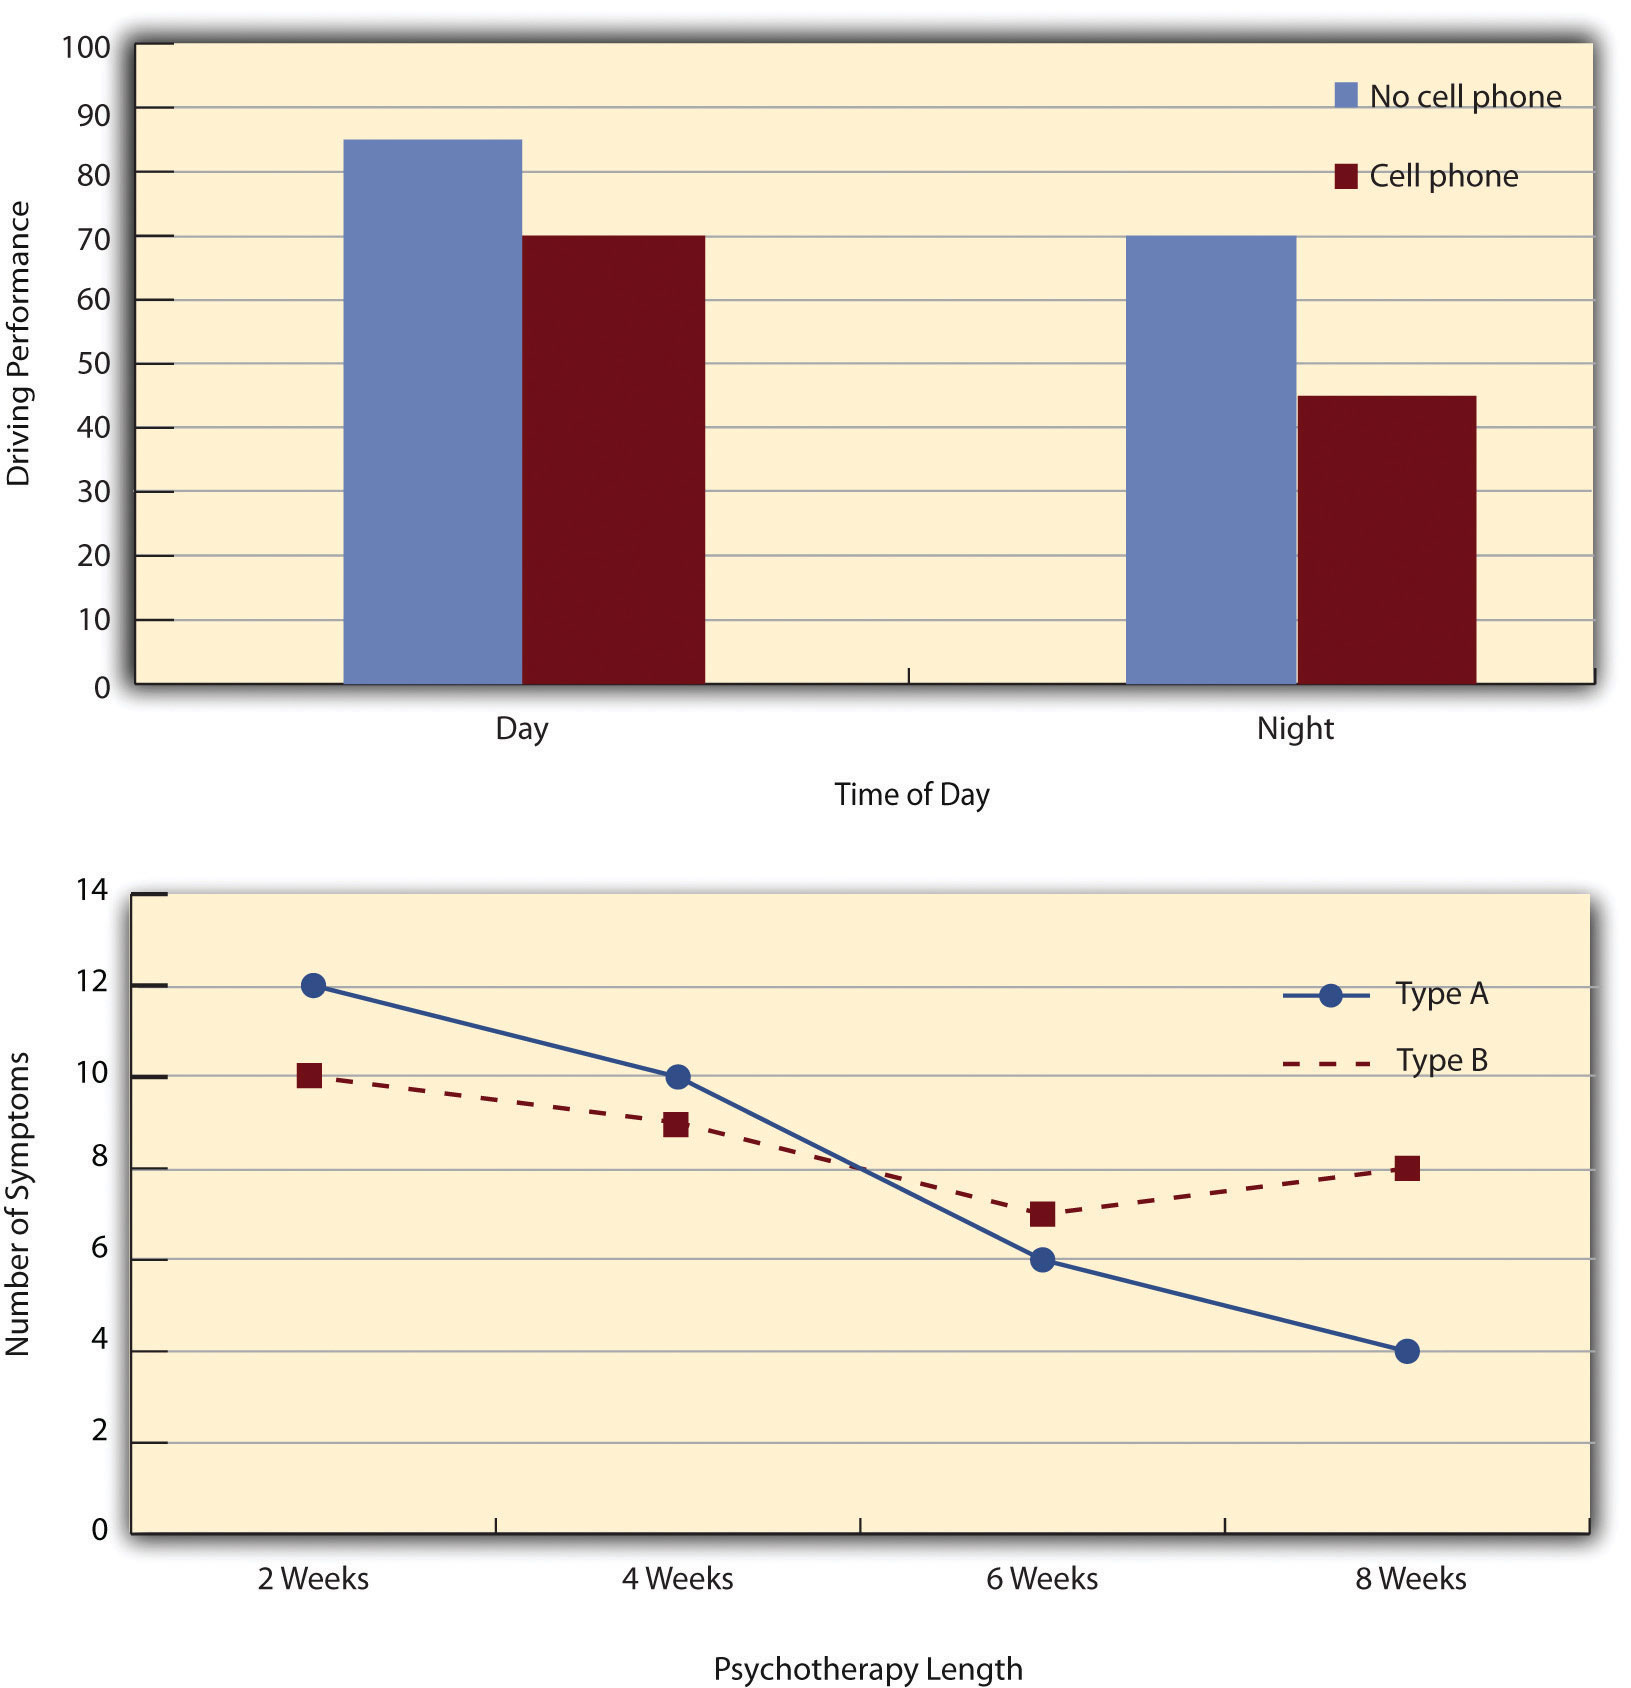 100
90
80
70
60
50
40
30
20
10
0
Driving Performance
No cell phone
Cell phone
Day
Night
Time of Day
14
12
10
8
6
4
2
0
Number of Symptoms
Type A
Type B
2 Weeks
4 Weeks
6 Weeks
8 Weeks
Psychotherapy Length